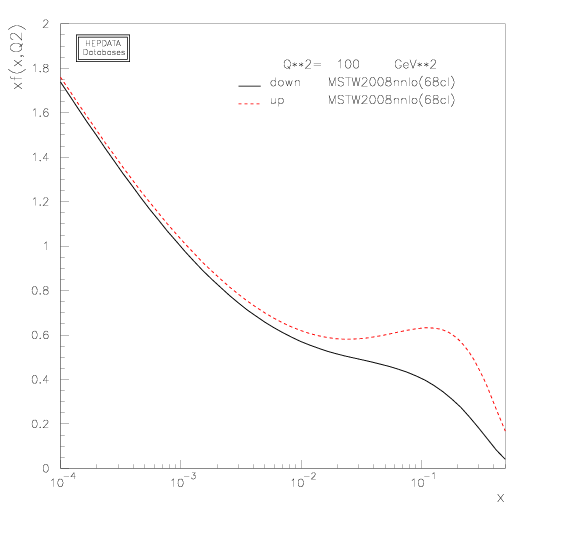 xf(x,Q2)
HEPDATA
Databases
Q**2= 100 GeV**2
down MSTW2008nnlo(68cl)
up MSTW2008nnlo(68cl)
2
1.8
1.6
1.4
1.2
1
0.8
0.6
0.4
0.2
0
10⁻⁴ 10⁻³ 10⁻² 10⁻¹
x